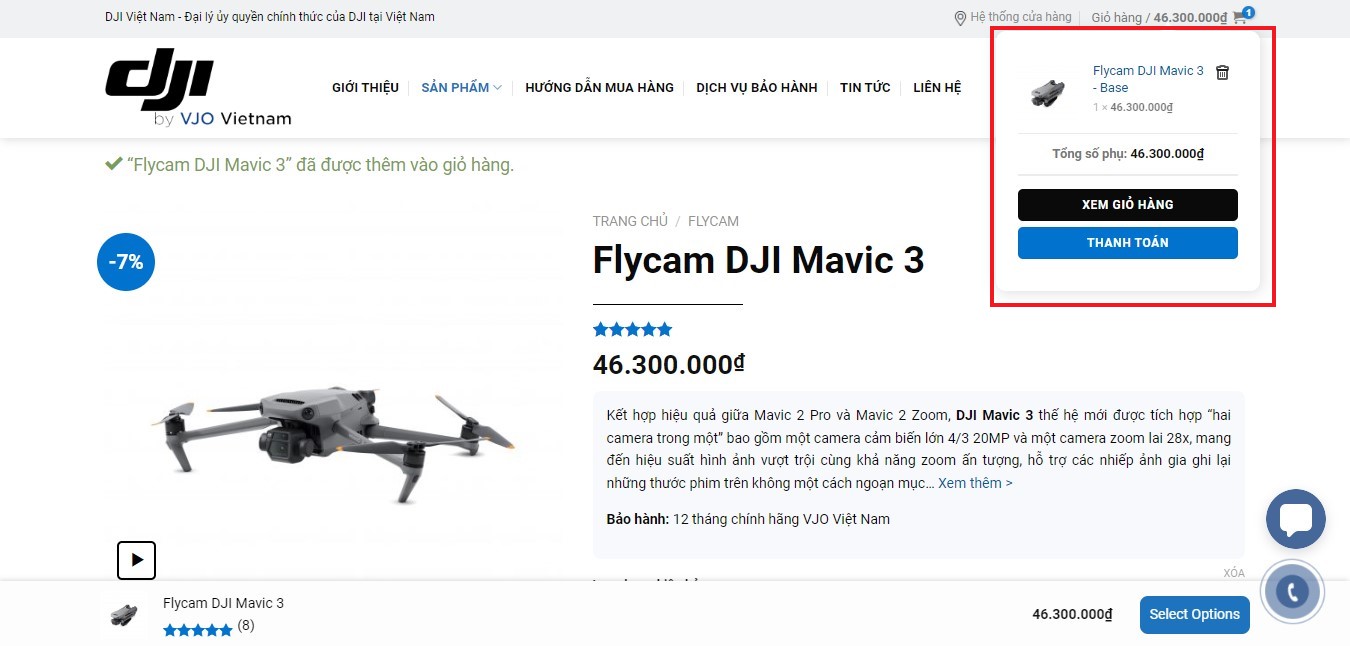 DJI Việt Nam - Đại lý ủy quyền chính thức của DJI tại Việt Nam
Hệ thống cửa hàng
Giỏ hàng / 46.300.000₫
1
dji
by VJO Vietnam
GIỚI THIỆU
SẢN PHẨM
HƯỚNG DẪN MUA HÀNG
DỊCH VỤ BẢO HÀNH
TIN TỨC
LIÊN HỆ
Flycam DJI Mavic 3
- Base
1 × 46.300.000₫
Tổng số phụ: 46.300.000₫
XEM GIỎ HÀNG
THANH TOÁN
“Flycam DJI Mavic 3” đã được thêm vào giỏ hàng.
-7%
TRANG CHỦ / FLYCAM
Flycam DJI Mavic 3
46.300.000₫
Kết hợp hiệu quả giữa Mavic 2 Pro và Mavic 2 Zoom, DJI Mavic 3 thế hệ mới được tích hợp “hai
camera trong một” bao gồm một camera cảm biến lớn 4/3 20MP và một camera zoom lai 28x, mang
đến hiệu suất hình ảnh vượt trội cùng khả năng zoom ấn tượng, hỗ trợ các nhiếp ảnh gia ghi lại
những thước phim trên không một cách ngoạn mục… Xem thêm >
Bảo hành: 12 tháng chính hãng VJO Việt Nam
XÓA
Flycam DJI Mavic 3
(8)
46.300.000₫
Select Options